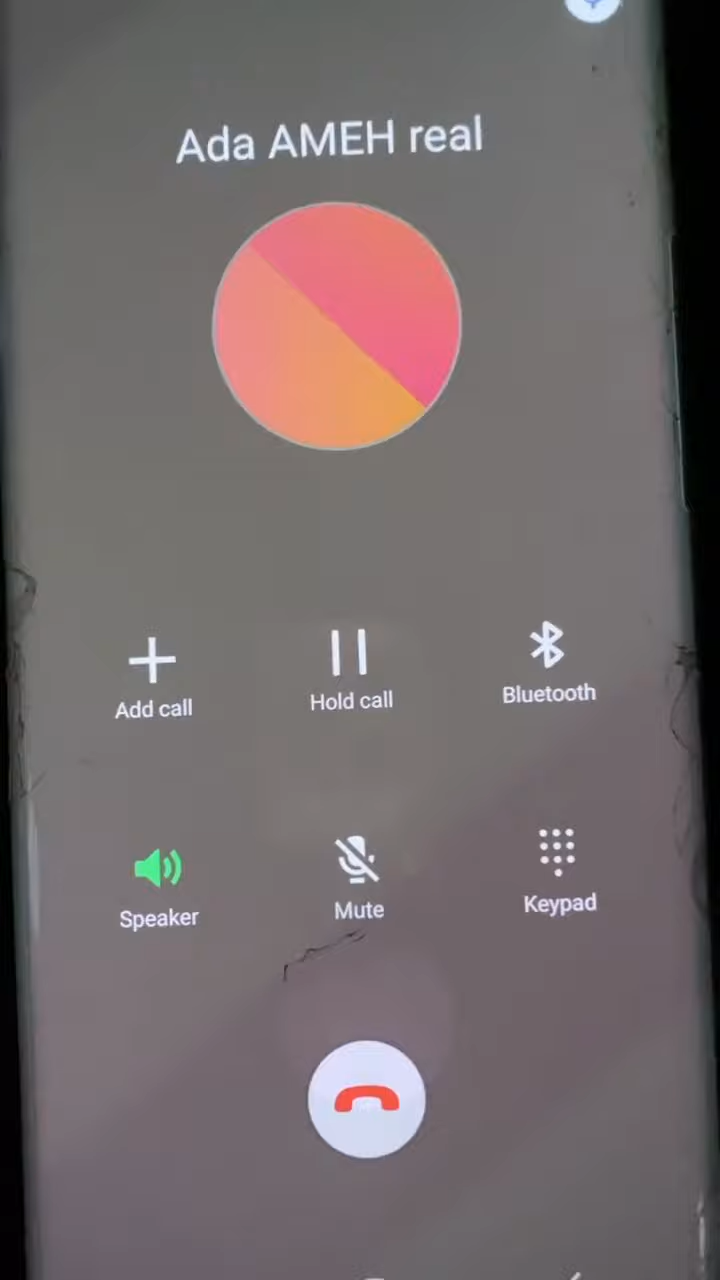 Ada AMEH real
Add call
Hold call
Bluetooth
Speaker
Mute
Keypad